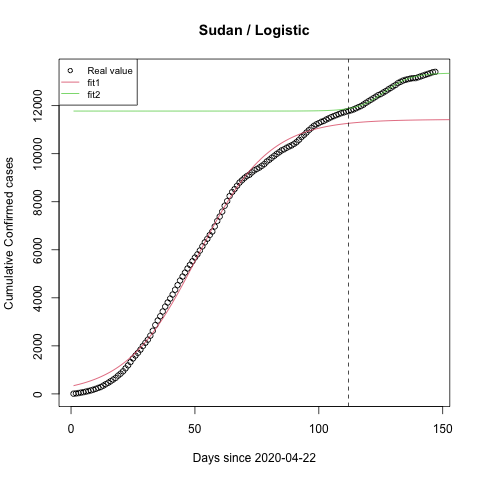 Sudan / Logistic
Real value
fit1
fit2
Cumulative Confirmed cases
0
2000
4000
6000
8000
10000
12000
0
50
100
150
Days since 2020-04-22